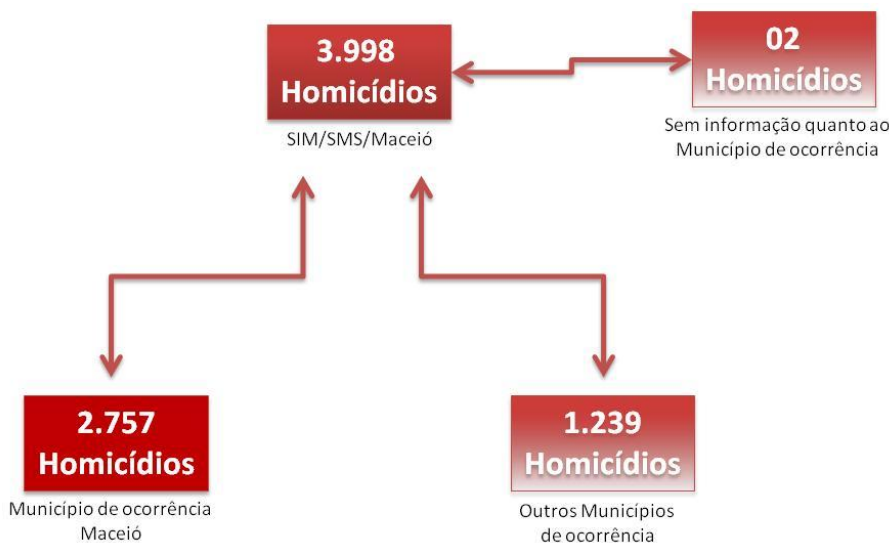 3.998
Homicídios
SIM/SMS/Maceió
02
Homicídios
Sem informação quanto ao
Município de ocorrência
2.757
Homicídios
Município de ocorrência
Maceió
1.239
Homicídios
Outros Municípios
de ocorrência